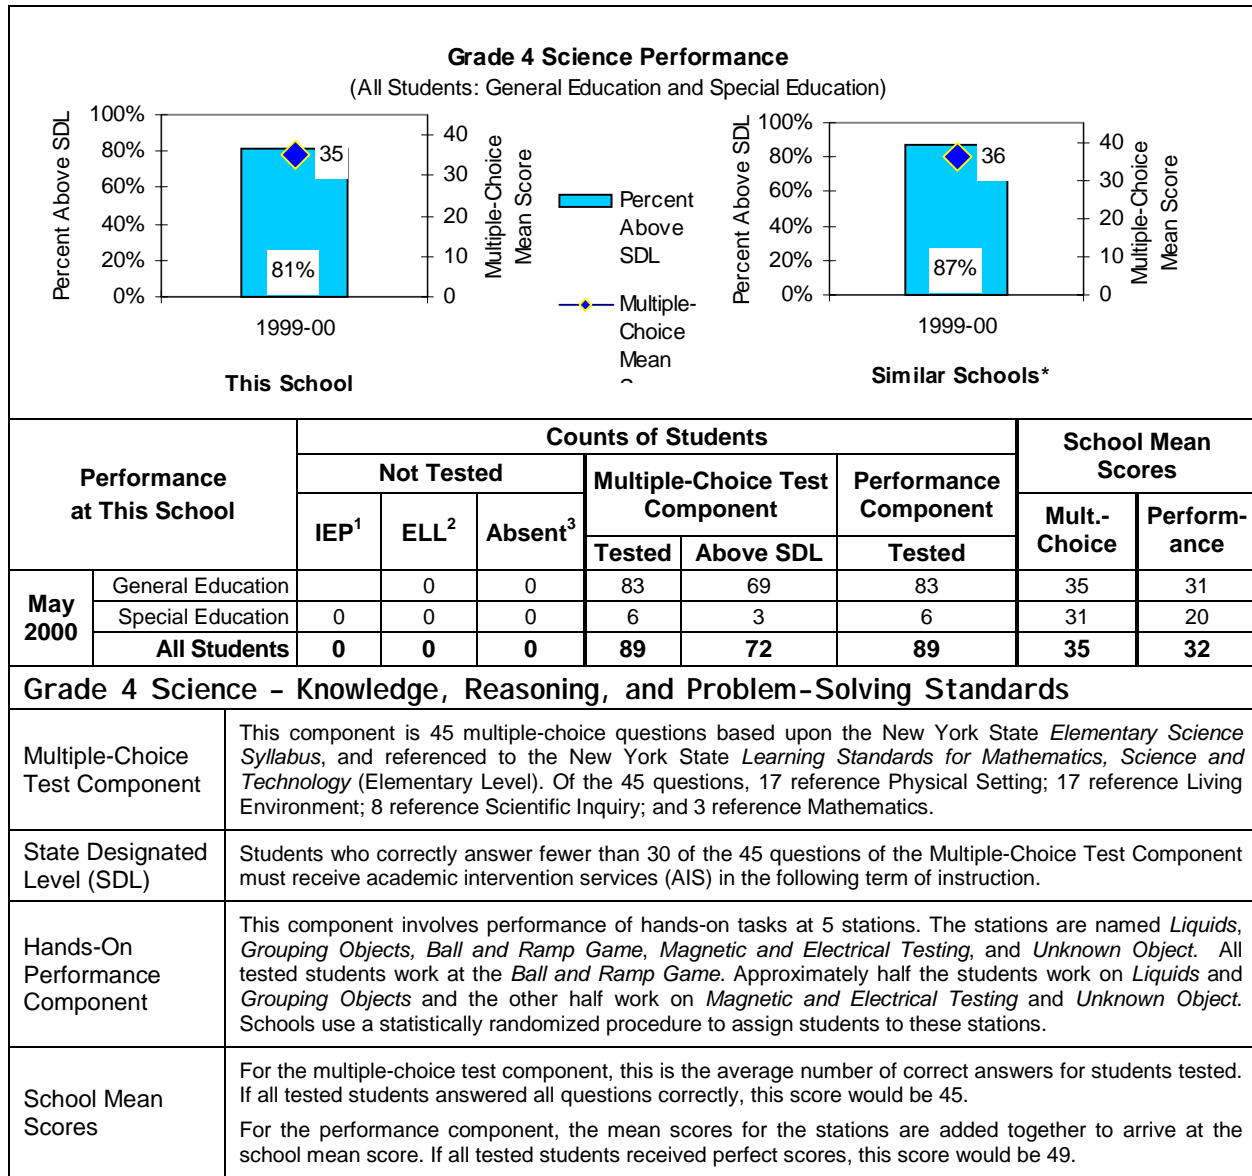 Grade 4 Science Performance
(All Students: General Education and Special Education)
Percent Above SDL
100%
80%
60%
40%
20%
0%
35
81%
40
30
20
10
0
Multiple-Choice
Mean Score
1999-00
This School
Percent
Above
SDL
Multiple-
Choice
Mean
Percent Above SDL
100%
80%
60%
40%
20%
0%
36
87%
40
30
20
10
0
Multiple-Choice
Mean Score
1999-00
Similar Schools*
Performance
at This School
Counts of Students
School Mean
Scores
Not Tested
Multiple-Choice Test
Component
Performance
Component
IEP1 ELL2 Absent3
Tested Above SDL Tested
Mult.-
Choice
Perform-
ance
May
2000
General Education 0 0 83 69 83 35 31
Special Education 0 0 0 6 3 6 31 20
All Students 0 0 0 89 72 89 35 32
Grade 4 Science – Knowledge, Reasoning, and Problem-Solving Standards
Multiple-Choice
Test Component
This component is 45 multiple-choice questions based upon the New York State Elementary Science
Syllabus, and referenced to the New York State Learning Standards for Mathematics, Science and
Technology (Elementary Level). Of the 45 questions, 17 reference Physical Setting; 17 reference Living
Environment; 8 reference Scientific Inquiry; and 3 reference Mathematics.
State Designated
Level (SDL)
Students who correctly answer fewer than 30 of the 45 questions of the Multiple-Choice Test Component
must receive academic intervention services (AIS) in the following term of instruction.
Hands-On
Performance
Component
This component involves performance of hands-on tasks at 5 stations. The stations are named Liquids,
Grouping Objects, Ball and Ramp Game, Magnetic and Electrical Testing, and Unknown Object. All
tested students work at the Ball and Ramp Game. Approximately half the students work on Liquids and
Grouping Objects and the other half work on Magnetic and Electrical Testing and Unknown Object.
Schools use a statistically randomized procedure to assign students to these stations.
School Mean
Scores
For the multiple-choice test component, this is the average number of correct answers for students tested.
If all tested students answered all questions correctly, this score would be 45.
For the performance component, the mean scores for the stations are added together to arrive at the
school mean score. If all tested students received perfect scores, this score would be 49.